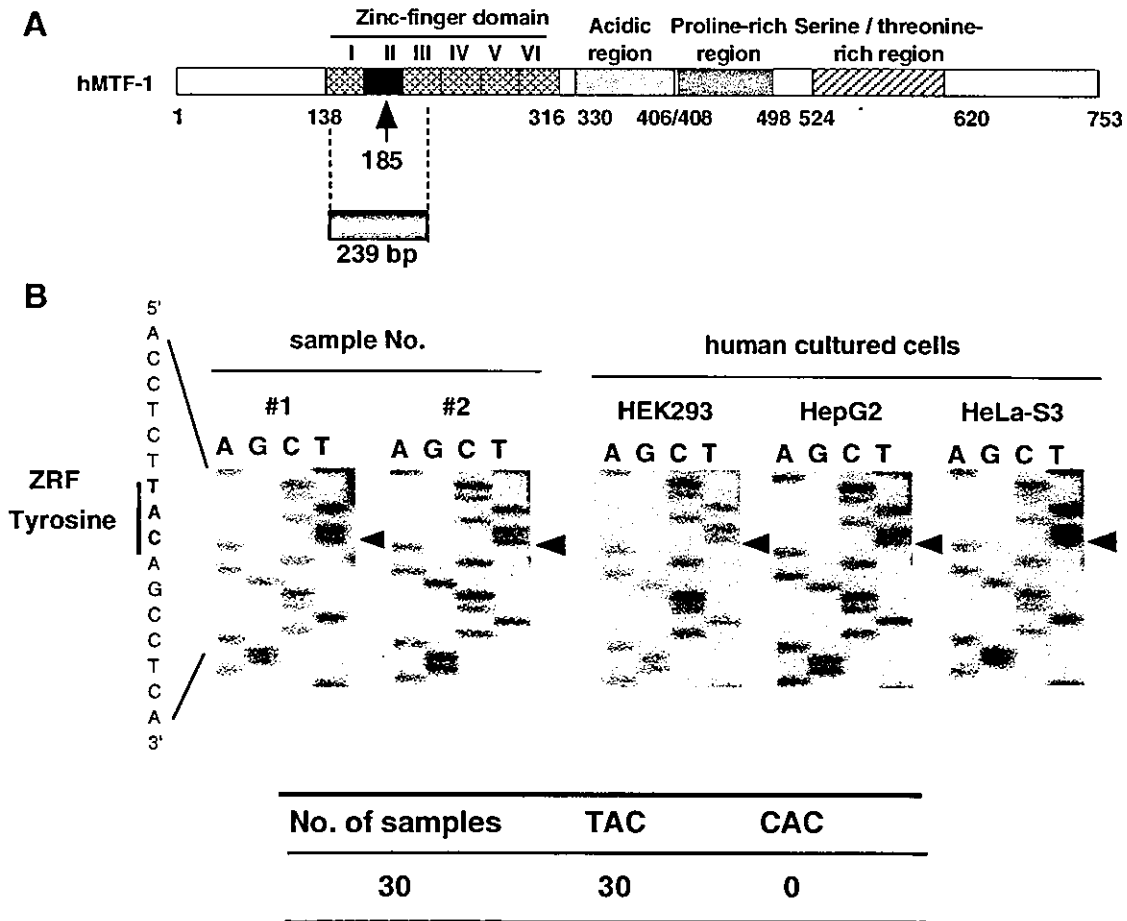 A
Zinc-finger domain
I II III IV V VI
Acidic region
Proline-rich region
Serine / threonine-rich region
hMTF-1
1 138 316 330 406/408 498 524 620 753
185
239 bp
B
5'
A
C
C
T
C
T
T
A
C
A
G
C
C
T
C
A
3'
ZRF
Tyrosine
sample No.
human cultured cells
#1 #2 HEK293 HepG2 HeLa-S3
A G C T A G C T A G C T A G C T A G C T
No. of samples TAC CAC
30 30 0